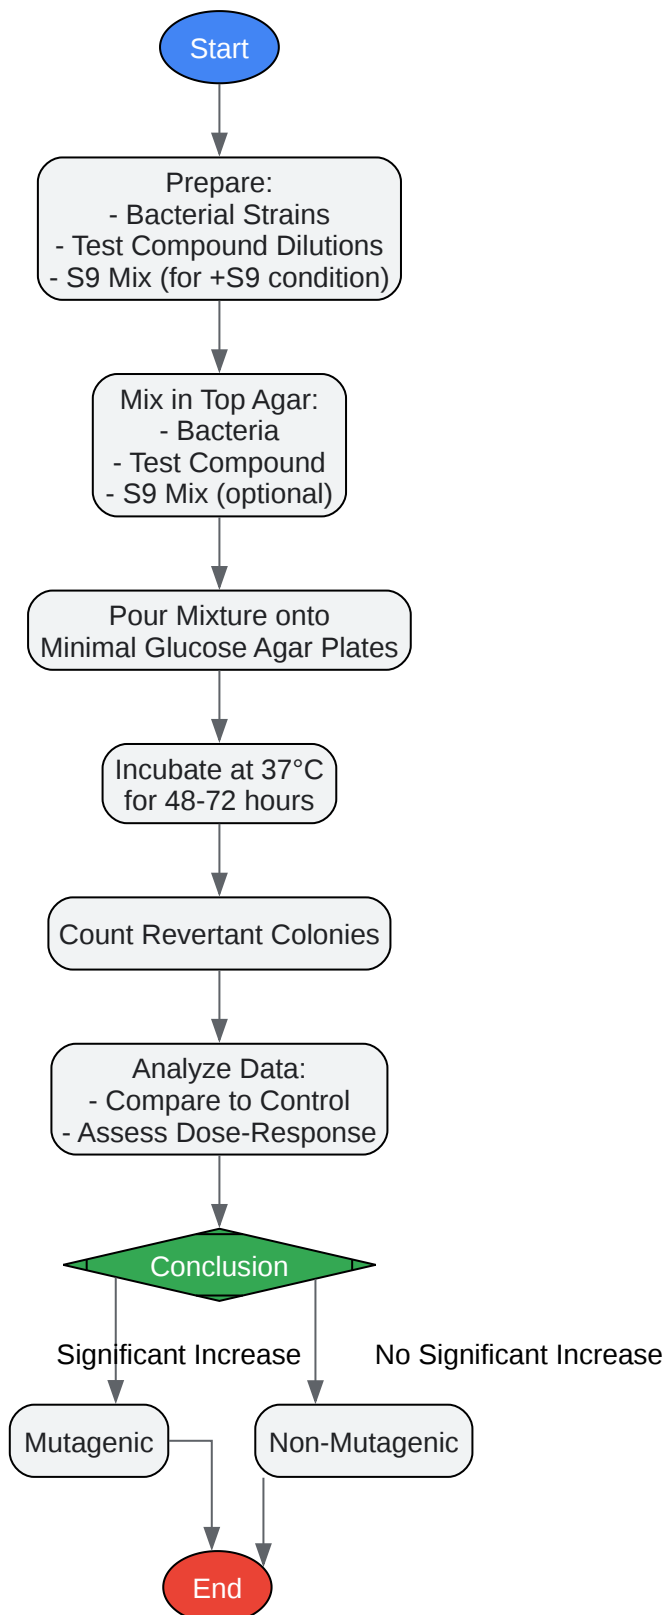 Start
Prepare:
- Bacterial Strains
- Test Compound Dilutions
- S9 Mix (for +S9 condition)
Mix in Top Agar:
- Bacteria
- Test Compound
- S9 Mix (optional)
Pour Mixture onto
Minimal Glucose Agar Plates
Incubate at 37°C
for 48-72 hours
Count Revertant Colonies
Analyze Data:
- Compare to Control
- Assess Dose-Response
Conclusion
Significant Increase
No Significant Increase
Mutagenic
Non-Mutagenic
End